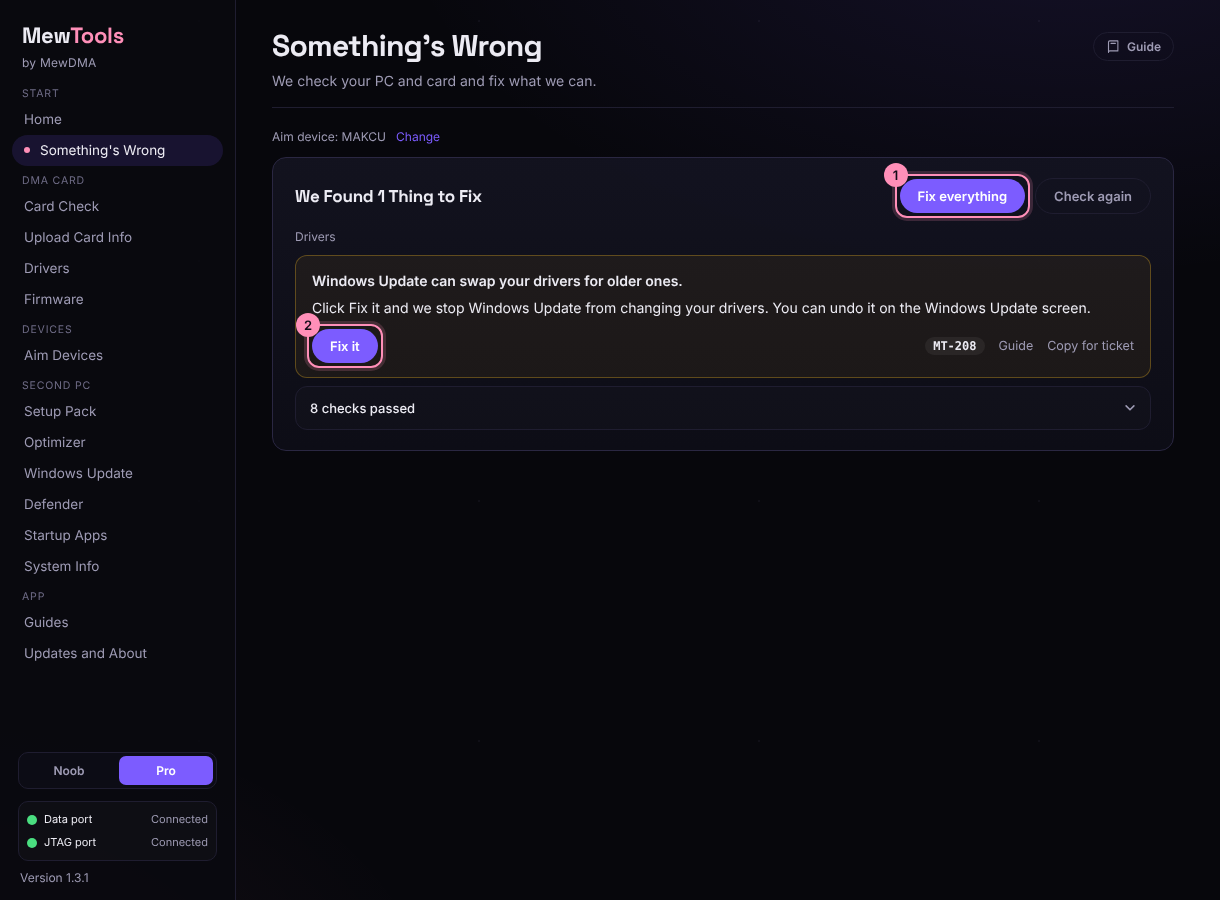 MewTools
by MewDMA
START
Home
Something's Wrong
DMA CARD
Card Check
Upload Card Info
Drivers
Firmware
DEVICES
Aim Devices
SECOND PC
Setup Pack
Optimizer
Windows Update
Defender
Startup Apps
System Info
APP
Guides
Updates and About
Noob Pro
Data port Connected
JTAG port Connected
Version 1.3.1
Something's Wrong
Guide
We check your PC and card and fix what we can.
Aim device: MAKCU Change
We Found 1 Thing to Fix
1
Fix everything
Check again
Drivers
Windows Update can swap your drivers for older ones.
Click Fix it and we stop Windows Update from changing your drivers. You can undo it on the Windows Update screen.
2
Fix it
MT-208 Guide Copy for ticket
8 checks passed